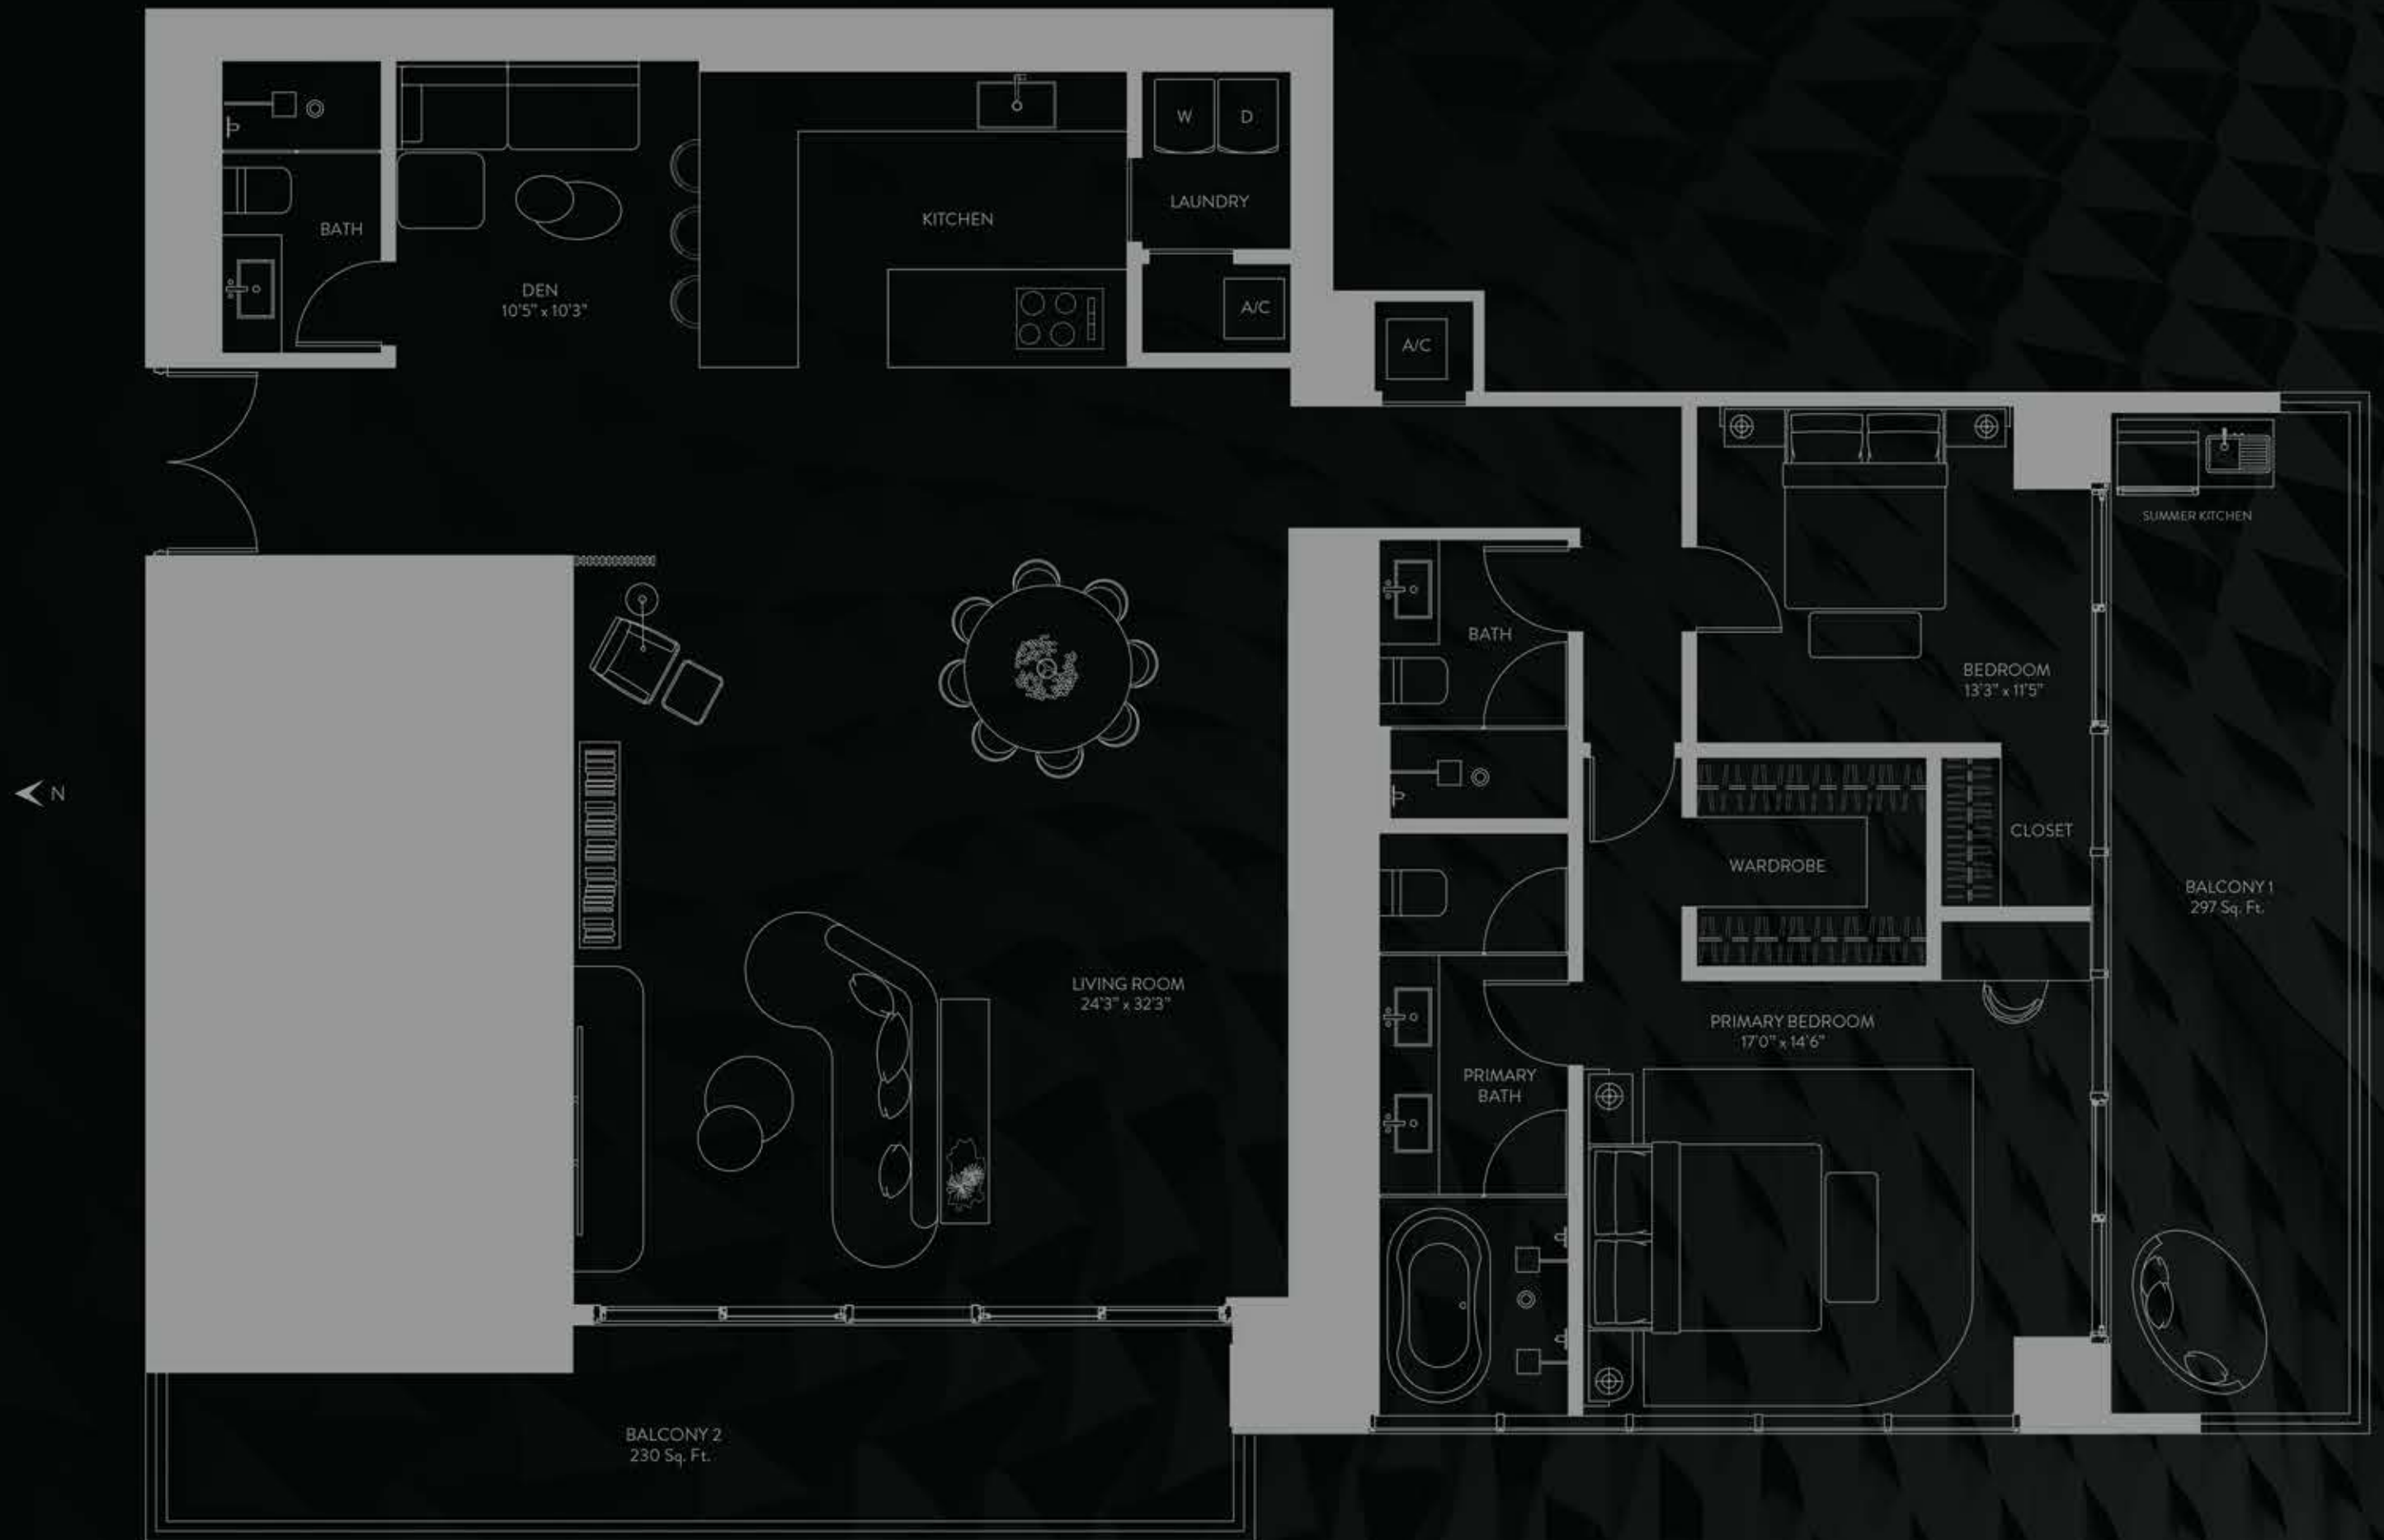 W
D
LAUNDRY
KITCHEN
BATH
DEN
10'5" x 10'3"
A/C
A/C
SUMMER KITCHEN
BATH
BEDROOM
13'3" x 11'5"
N
CLOSET
WARDROBE
BALCONY 1
297 Sq. Ft.
LIVING ROOM
24'3" x 32'3"
PRIMARY BEDROOM
17'0" x 14'6"
PRIMARY
BATH
BALCONY 2
230 Sq. Ft.